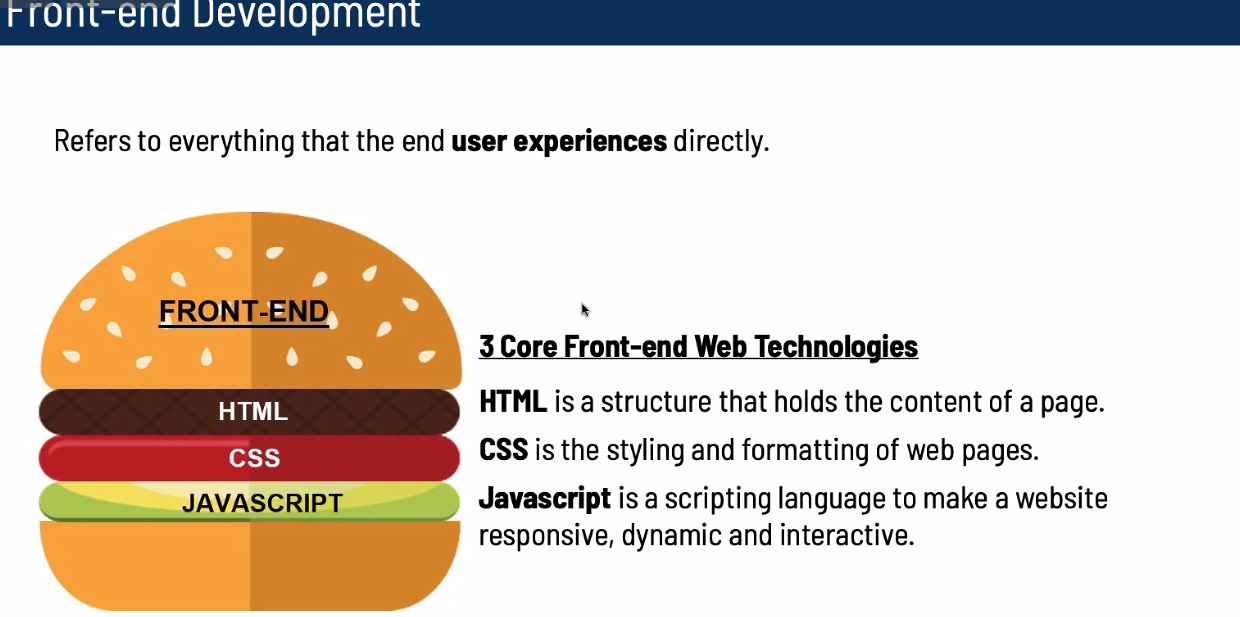 Front-end Development
Refers to everything that the end user experiences directly.
FRONT-END
HTML
CSS
JAVASCRIPT
3 Core Front-end Web Technologies
HTML is a structure that holds the content of a page.
CSS is the styling and formatting of web pages.
Javascript is a scripting language to make a website
responsive, dynamic and interactive.